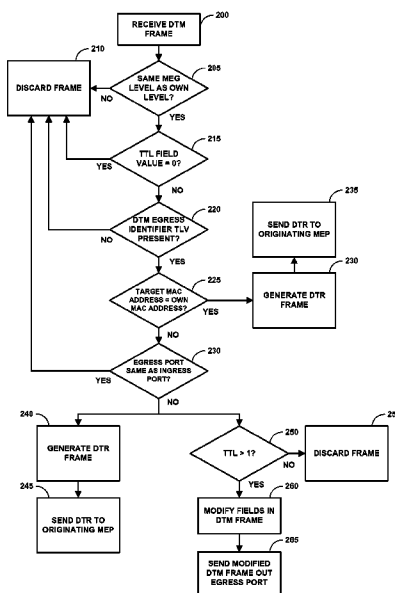 200
RECEIVE DTM
FRAME
210
DISCARD FRAME
205
SAME MEG
LEVEL AS OWN
LEVEL?
NO
YES
215
TTL FIELD
VALUE = 0?
YES
NO
220
DTM EGRESS
IDENTIFIER TLV
PRESENT?
NO
YES
235
SEND DTR TO
ORIGINATING MEP
225
TARGET MAC
ADDRESS = OWN
MAC ADDRESS?
YES
NO
230
GENERATE DTR
FRAME
230
EGRESS PORT
SAME AS INGRESS
PORT?
YES
NO
240
GENERATE DTR
FRAME
250
TTL > 1?
NO
YES
DISCARD FRAME
245
SEND DTR TO
ORIGINATING MEP
260
MODIFY FIELDS IN
DTM FRAME
265
SEND MODIFIED
DTM FRAME OUT
EGRESS PORT